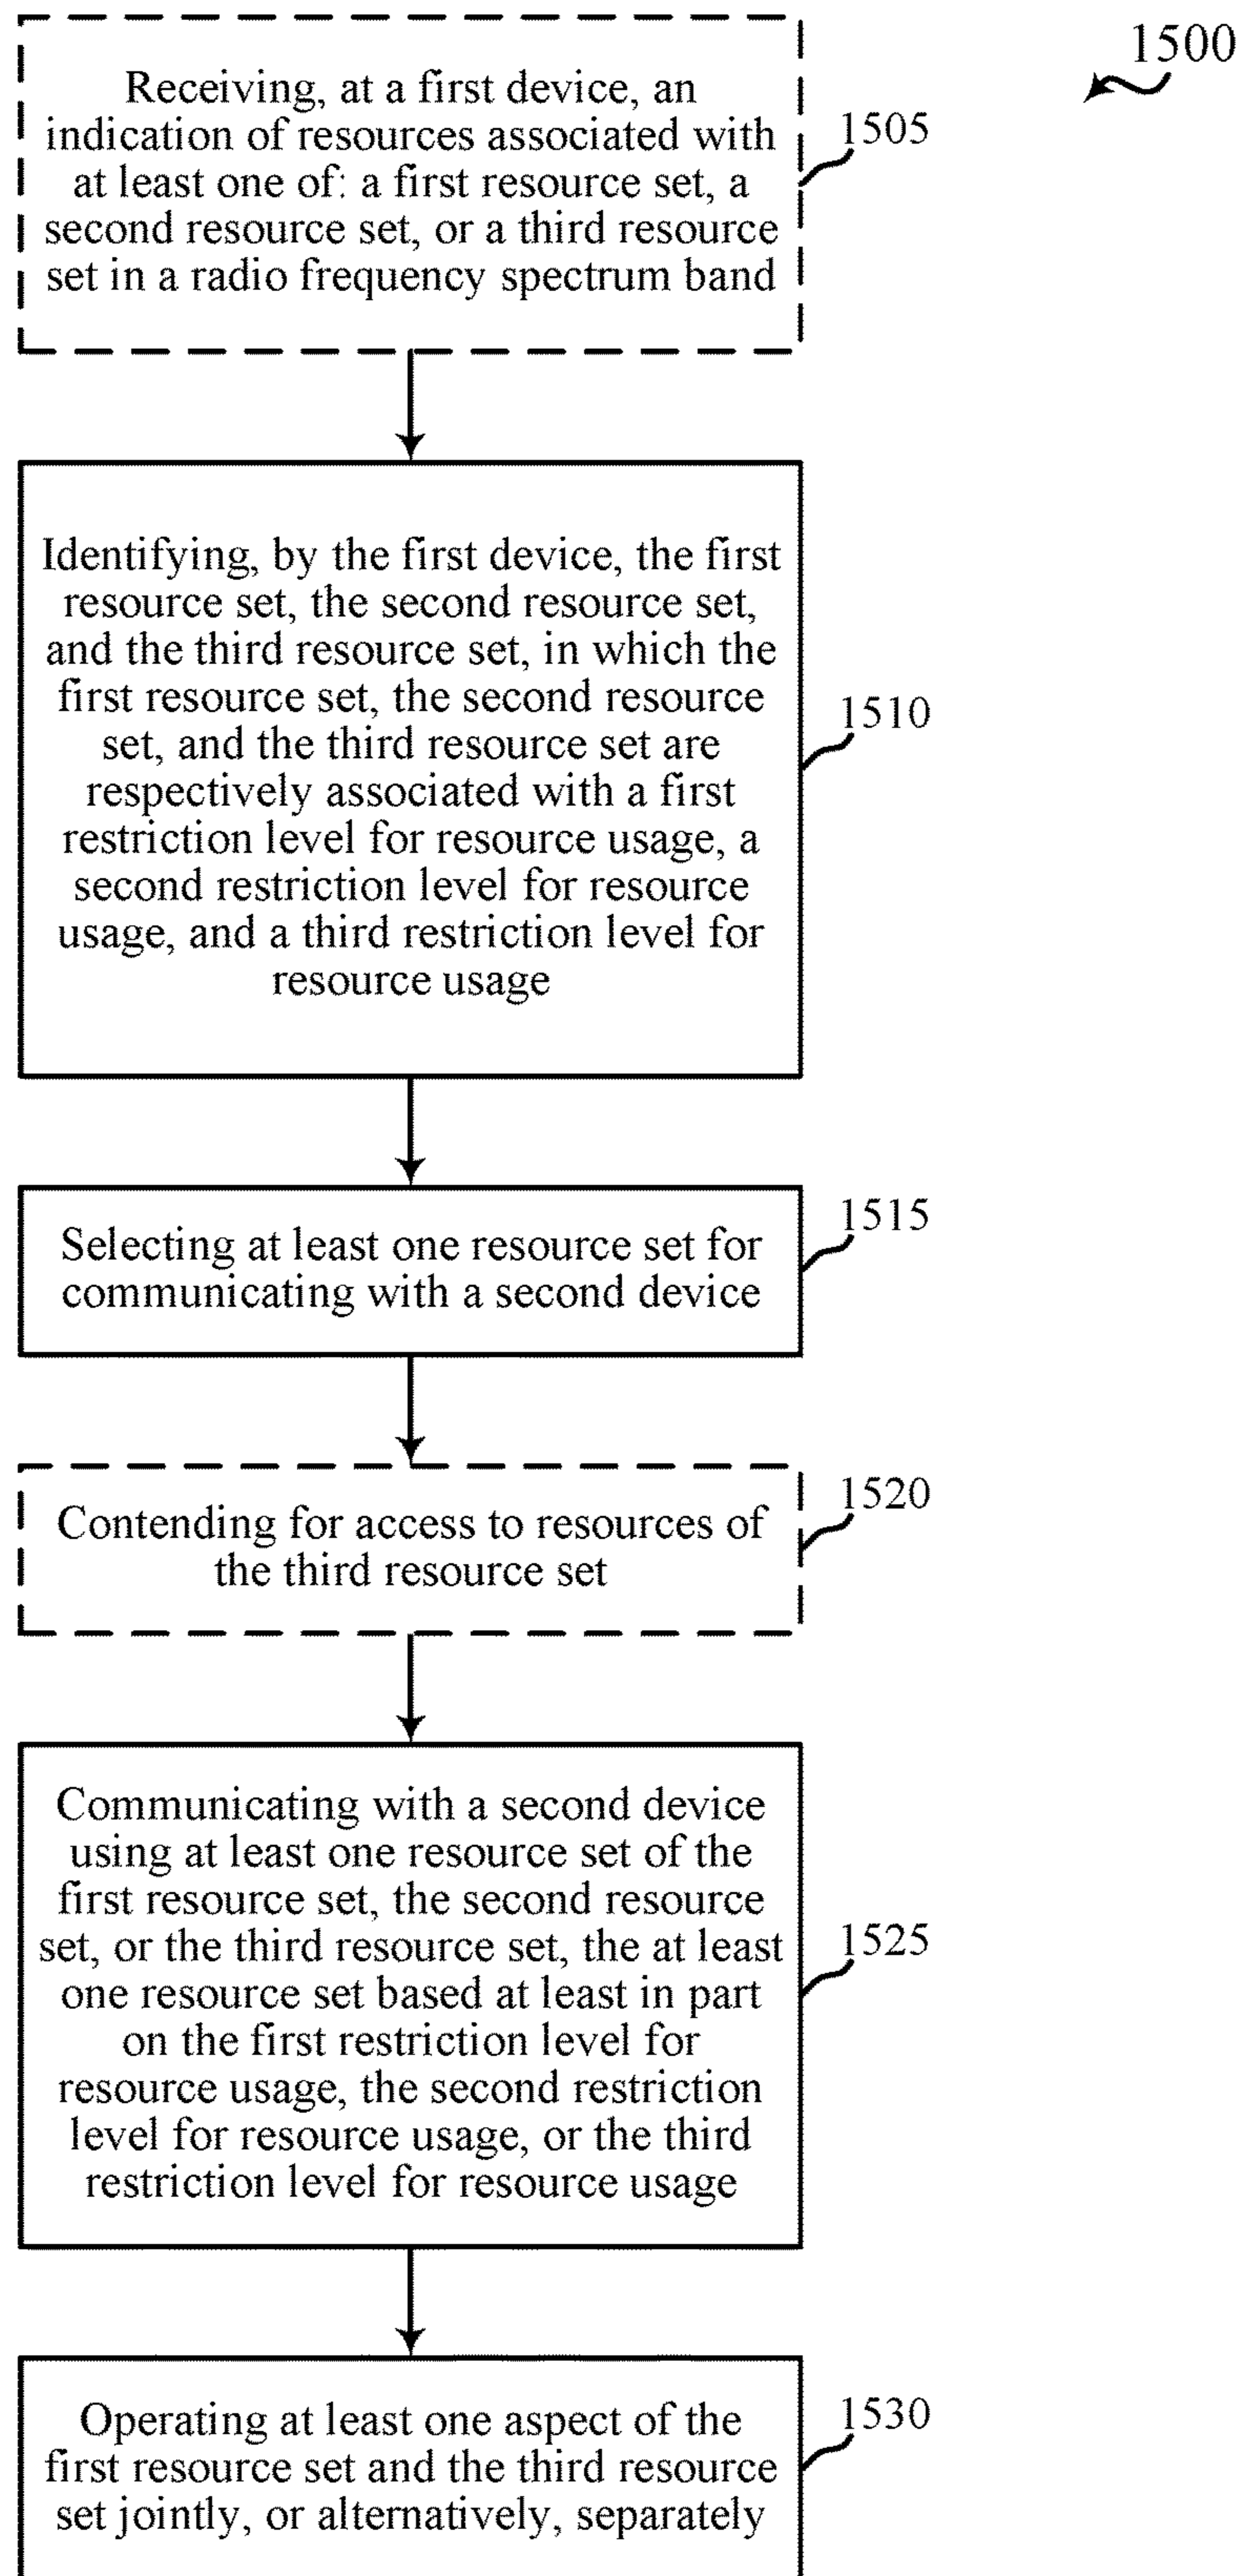 1500
Receiving, at a first device, an
indication of resources associated with
at least one of: a first resource set, a
second resource set, or a third resource
set in a radio frequency spectrum band
1505
Identifying, by the first device, the first
resource set, the second resource set,
and the third resource set, in which the
first resource set, the second resource
set, and the third resource set are
respectively associated with a first
restriction level for resource usage, a
second restriction level for resource
usage, and a third restriction level for
resource usage
1510
Selecting at least one resource set for
communicating with a second device
1515
Contending for access to resources of
the third resource set
1520
Communicating with a second device
using at least one resource set of the
first resource set, the second resource
set, or the third resource set, the at least
one resource set based at least in part
on the first restriction level for
resource usage, the second restriction
level for resource usage, or the third
restriction level for resource usage
1525
Operating at least one aspect of the
first resource set and the third resource
set jointly, or alternatively, separately
1530